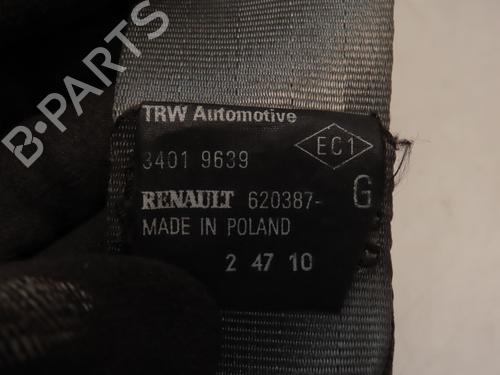 TRW Automotive
EC1
3401 9639
RENAULT 620387-
G
MADE IN POLAND
2 47 10
B-PARTS